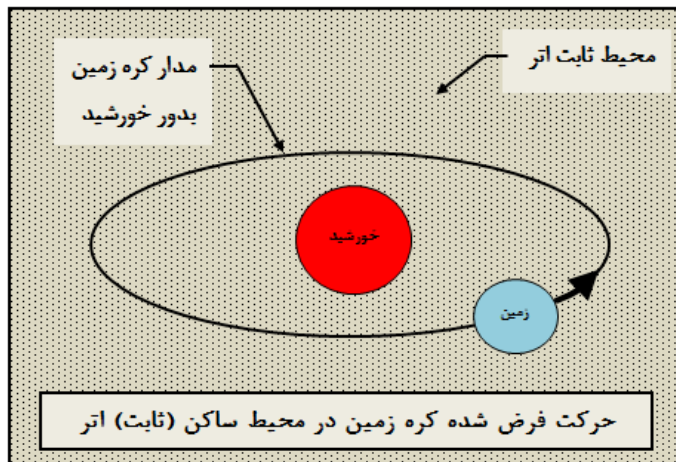 محیط ثابت اتر
مدار کره زمین
بدور خورشید
خورشید
زمین
حرکت فرض شده کره زمین در محیط ساکن (ثابت) اتر